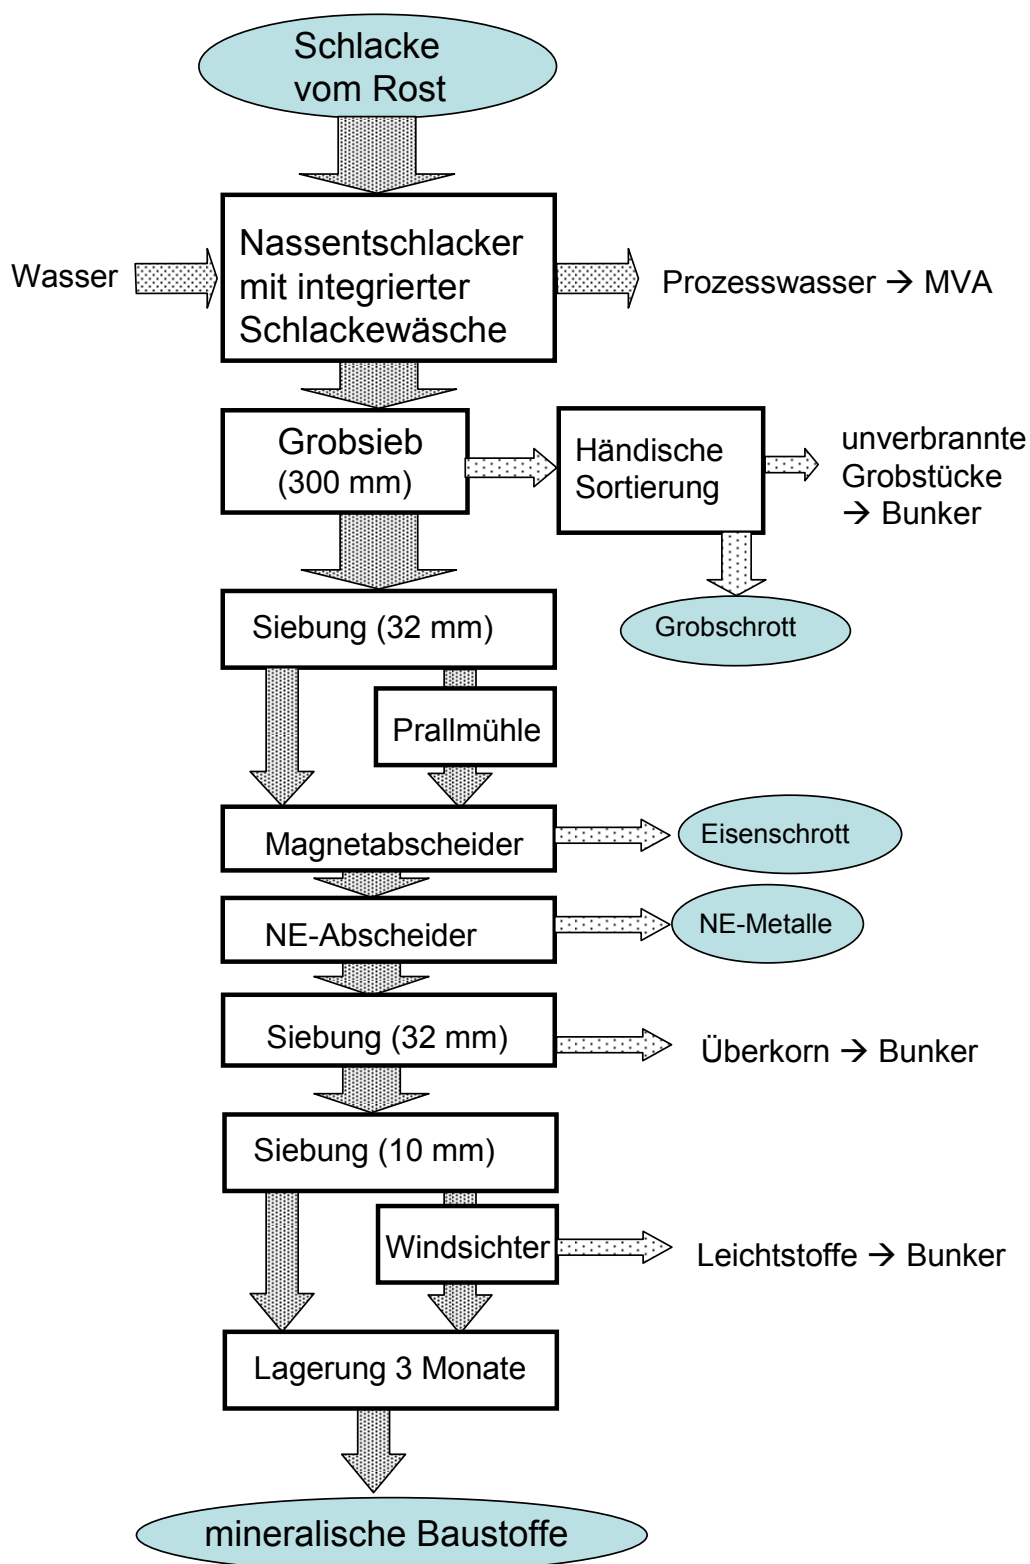 Schlacke
vom Rost
Wasser
Nassentschlacker
mit integrierter
Schlackewäsche
Prozesswasser → MVA
Grobsieb
(300 mm)
Händische
Sortierung
unverbrannte
Grobstücke
→ Bunker
Siebung (32 mm)
Grobschrott
Prallmühle
Magnetabscheider
Eisenschrott
NE-Abscheider
NE-Metalle
Siebung (32 mm)
Überkorn → Bunker
Siebung (10 mm)
Windsichter
Leichtstoffe → Bunker
Lagerung 3 Monate
mineralische Baustoffe